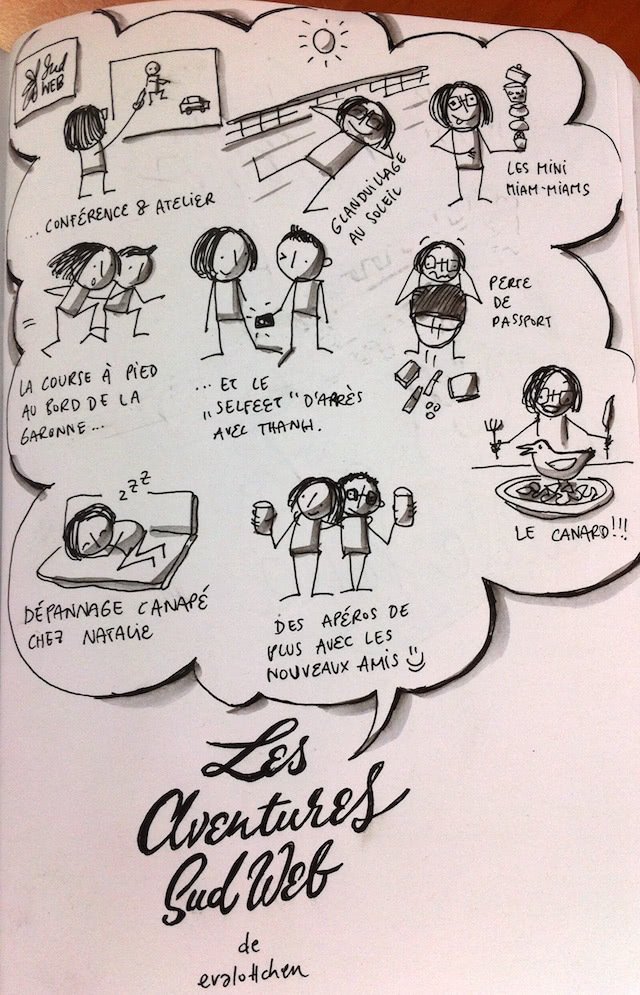 Sud
WEB
... CONFÉRENCE & ATELIER
GLANDUILLAGE
AU SOLEIL
LES MINI
MIAM-MIAMS
LA COURSE À PIED
AU BORD DE LA
GARONNE...
... ET LE
„SELFEET“ D'APRÈS
AVEC THANH.
PERTE
DE
PASSPORT
LE CANARD!!!
zZZ
DÉPANNAGE CANAPÉ
CHEZ NATALIE
DES APÉROS DE
PLUS AVEC LES
NOUVEAUX AMIS
Les
aventures
Sud Web
de
evalottchen